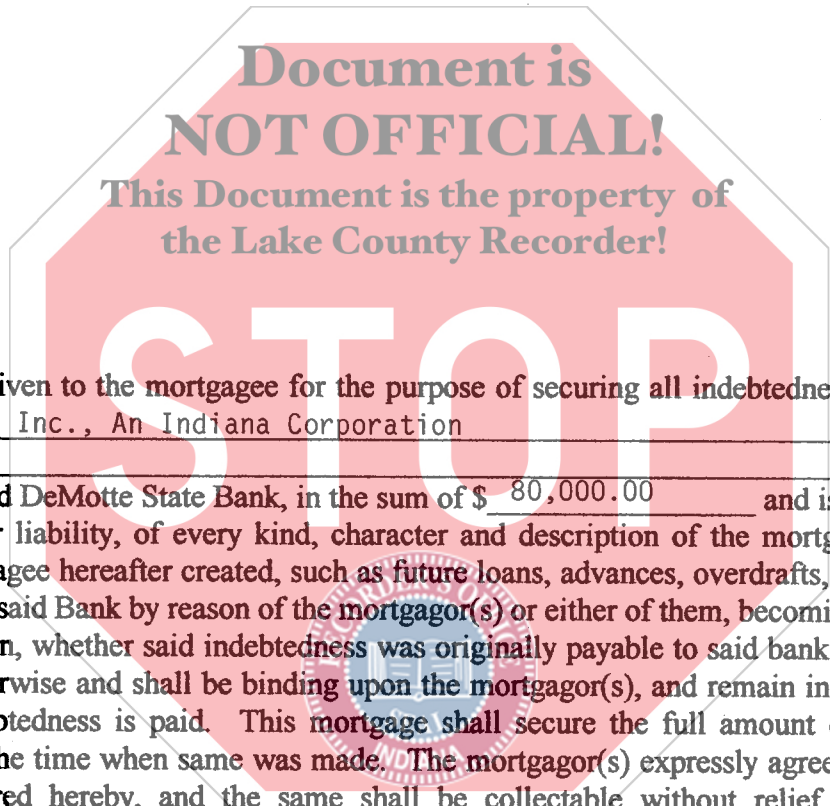 Document is
NOT OFFICIAL!
This Document is the property of
the Lake County Recorder!
STOP
iven to the mortgagee for the purpose of securing all indebtedne
Inc., An Indiana Corporation
d DeMotte State Bank, in the sum of $ 80,000.00 and is
r liability, of every kind, character and description of the mortg
agee hereafter created, such as future loans, advances, overdrafts,
said Bank by reason of the mortgagor(s) or either of them, becomi
n, whether said indebtedness was originally payable to said bank
rwise and shall be binding upon the mortgagor(s), and remain in
otedness is paid. This mortgage shall secure the full amount
he time when same was made. The mortgagor(s) expressly agree
red hereby, and the same shall be collectable without relief
RECORDER'S OFFICE
INDIANA